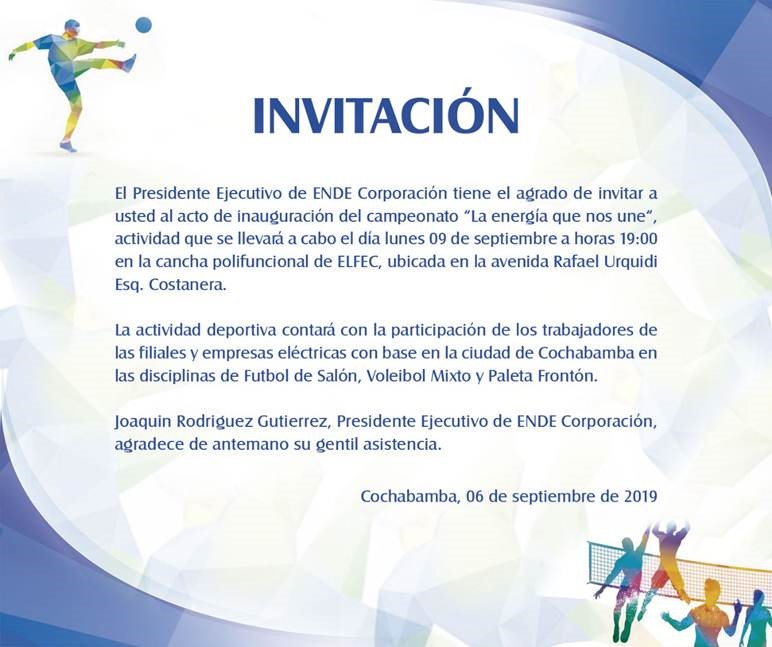 INVITACIÓN
El Presidente Ejecutivo de ENDE Corporación tiene el agrado de invitar a
usted al acto de inauguración del campeonato “La energía que nos une“,
actividad que se llevará a cabo el día lunes 09 de septiembre a horas 19:00
en la cancha polifuncional de ELFEC, ubicada en la avenida Rafael Urquidi
Esq. Costanera.
La actividad deportiva contará con la participación de los trabajadores de
las filiales y empresas eléctricas con base en la ciudad de Cochabamba en
las disciplinas de Futbol de Salón, Voleibol Mixto y Paleta Frontón.
Joaquin Rodriguez Gutierrez, Presidente Ejecutivo de ENDE Corporación,
agradece de antemano su gentil asistencia.
Cochabamba, 06 de septiembre de 2019